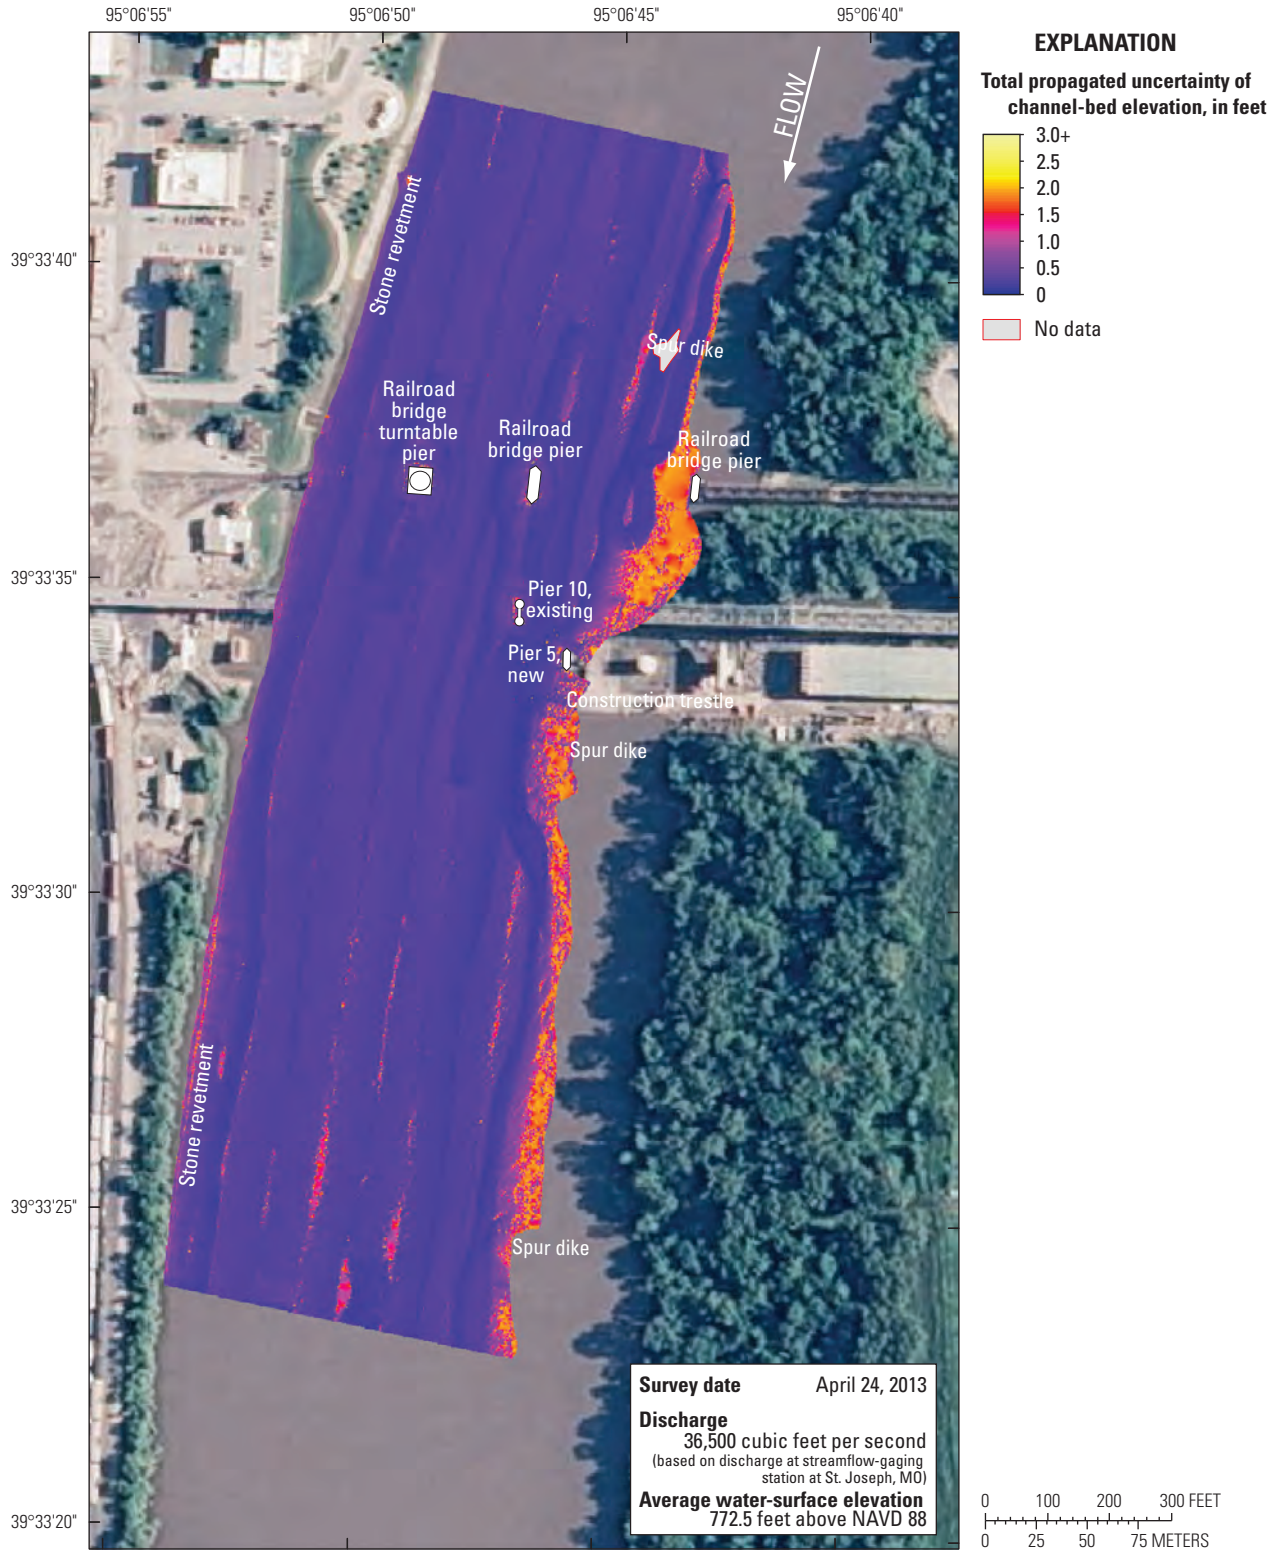 95°06'55"
95°06'50"
95°06'45"
95°06'40"
EXPLANATION
Total propagated uncertainty of
channel-bed elevation, in feet
3.0+
2.5
2.0
1.5
1.0
0.5
0
No data
FLOW
39°33'40"
39°33'35"
39°33'30"
39°33'25"
39°33'20"
Stone revetment
Spur dike
Railroad
bridge
turntable
pier
Railroad
bridge pier
Railroad
bridge pier
Pier 10,
existing
Pier 5,
new
Construction trestle
Spur dike
Stone revetment
Spur dike
Survey date April 24, 2013
Discharge
36,500 cubic feet per second
(based on discharge at streamflow-gaging
station at St. Joseph, MO)
Average water-surface elevation
772.5 feet above NAVD 88
0 100 200 300 FEET
0 25 50 75 METERS